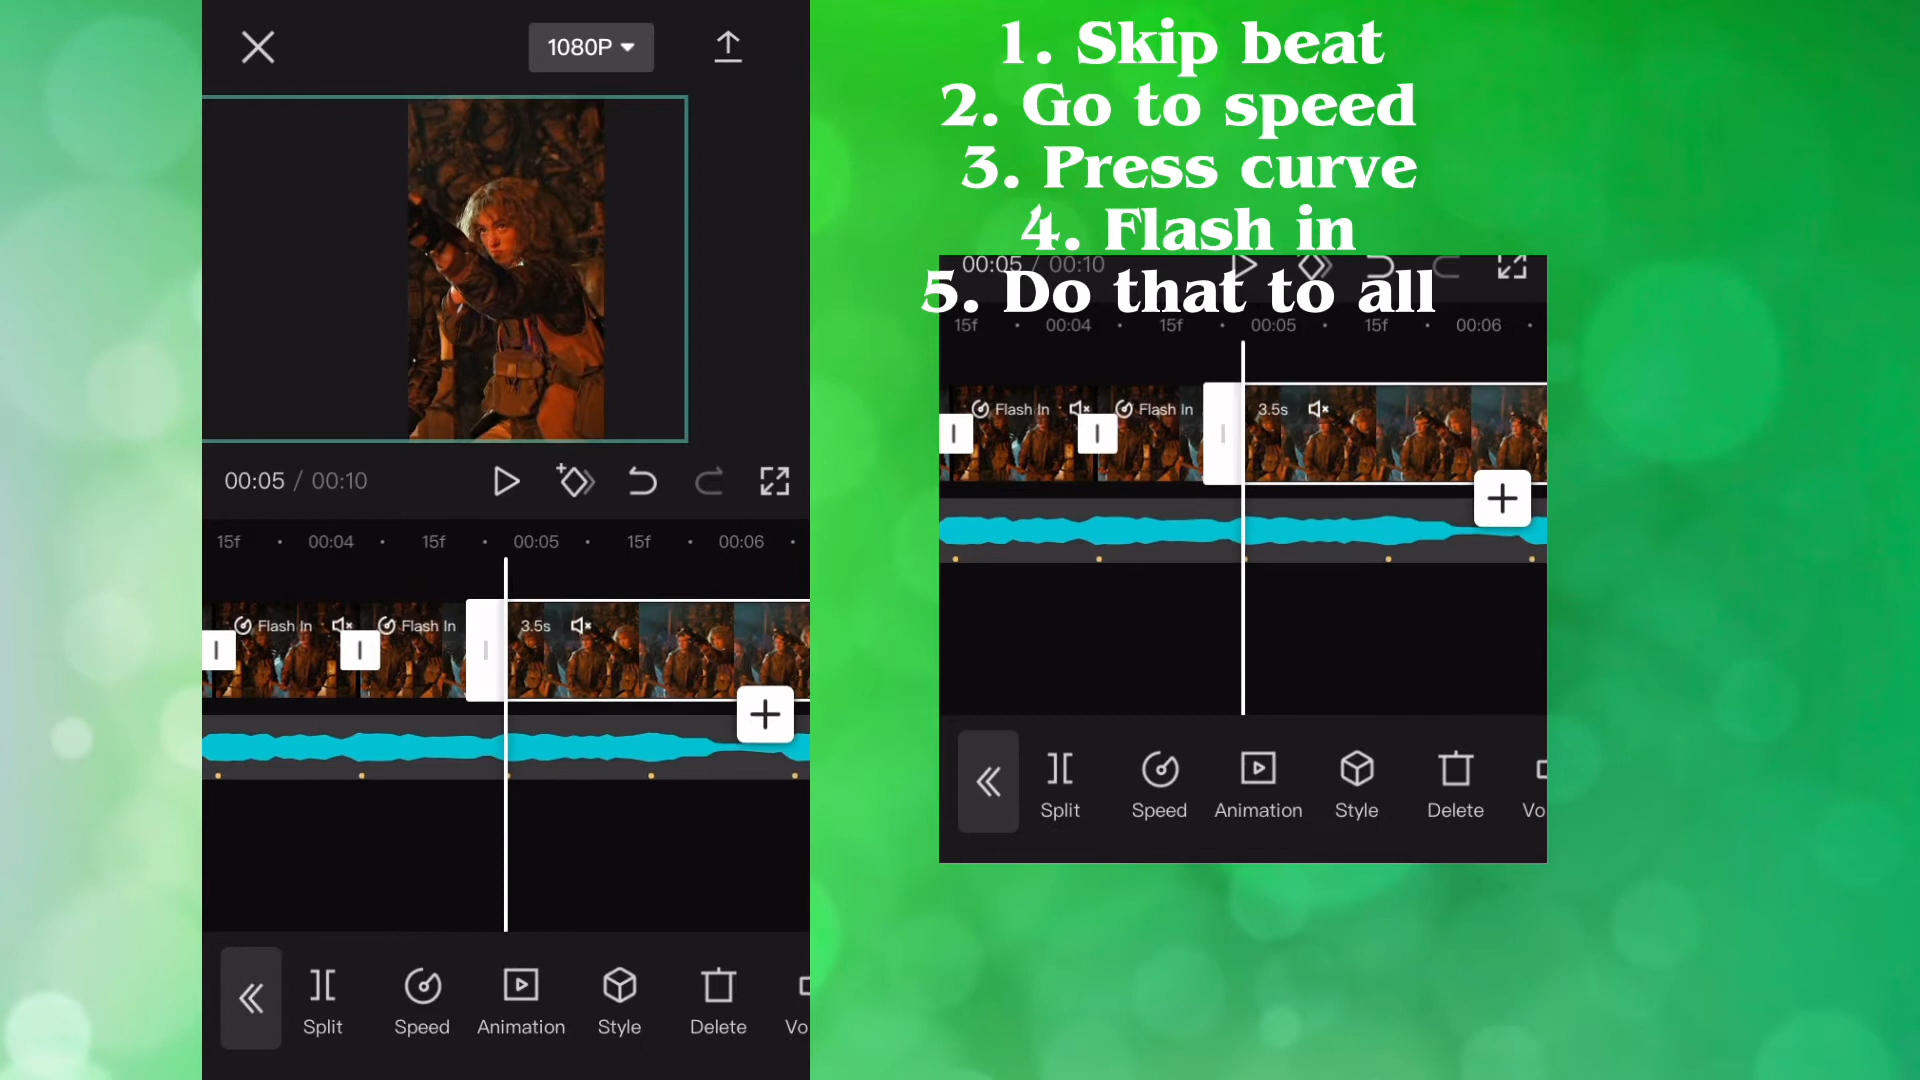 1080P
00:05 / 00:10
15f 00:04 15f 00:05 15f 00:06
Flash In Flash In 3.5s
Split Speed Animation Style Delete Vo
1. Skip beat
2. Go to speed
3. Press curve
4. Flash in
5. Do that to all
00:05 / 00:10
15f 00:04 15f 00:05 15f 00:06
Flash In Flash In 3.5s
Split Speed Animation Style Delete Vo